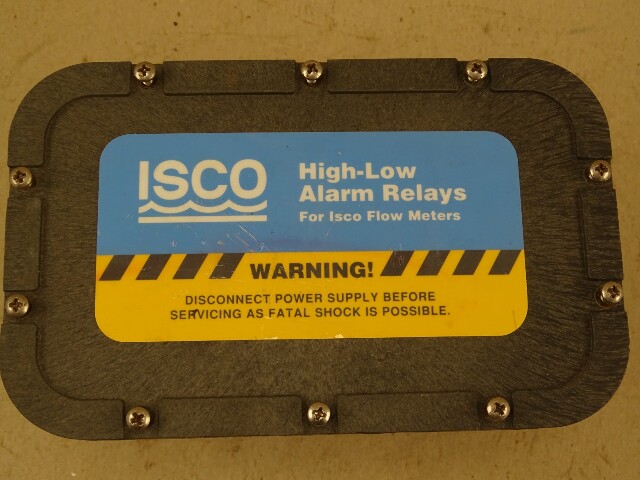 ISCO
High-Low
Alarm Relays
For Isco Flow Meters
WARNING!
DISCONNECT POWER SUPPLY BEFORE
SERVICING AS FATAL SHOCK IS POSSIBLE.